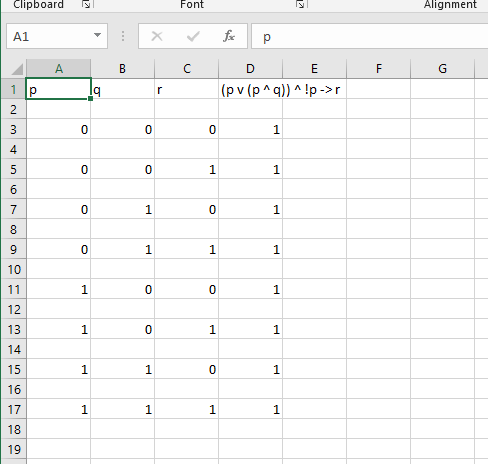 Clipboard Font Alignment
A1 fx p
A B C D E F G
1 p q r (p v (p ^ q)) ^ !p -> r
2
3 0 0 0 1
4
5 0 0 1 1
6
7 0 1 0 1
8
9 0 1 1 1
10
11 1 0 0 1
12
13 1 0 1 1
14
15 1 1 0 1
16
17 1 1 1 1
18
19